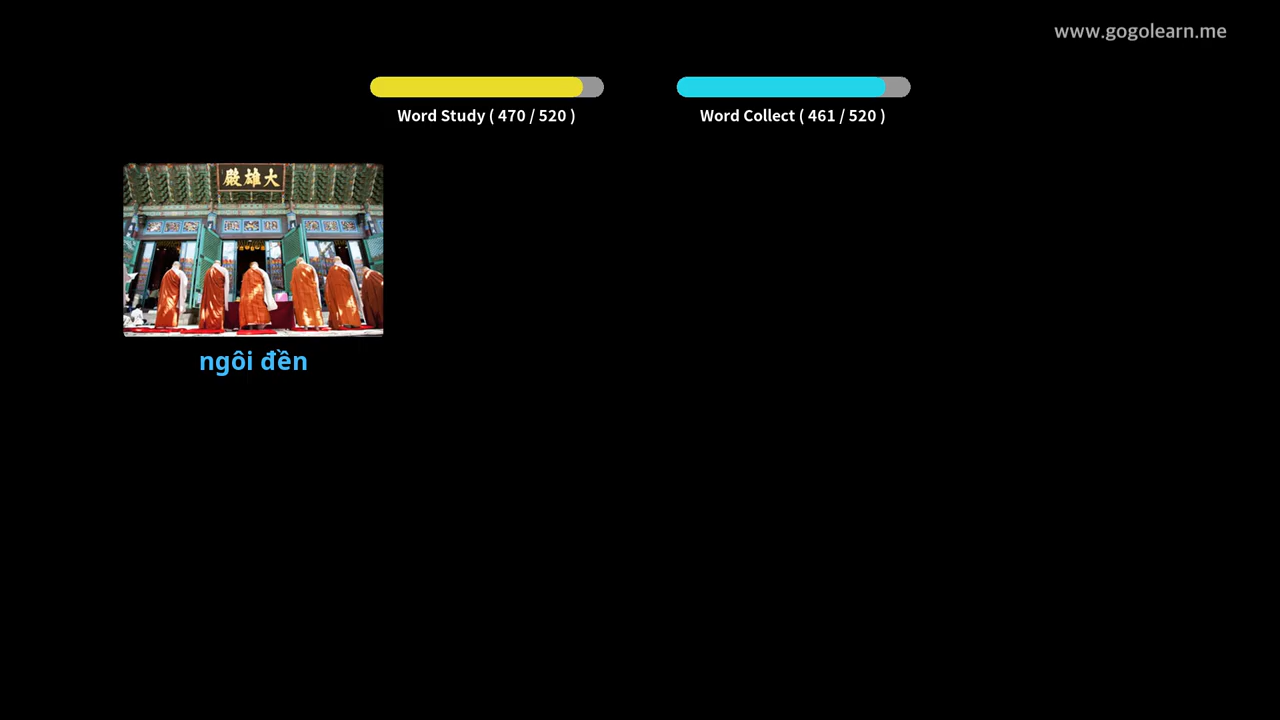 www.gogolearn.me
Word Study ( 470 / 520 )
Word Collect ( 461 / 520 )
殿雄大
ngôi đền